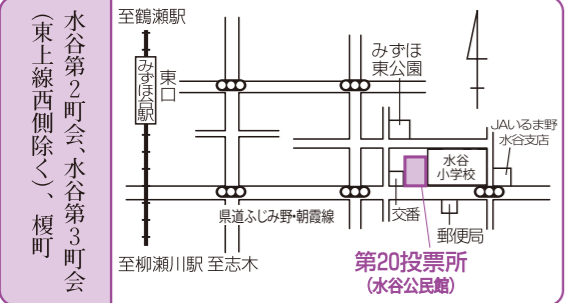 水谷第２町会、水谷第３町会
（東上線西側除く）、榎町
至鶴瀬駅
みずほ台駅
東口
みずほ
東公園
JAいるま野
水谷支店
水谷
小学校
県道ふじみ野・朝霞線
交番
郵便局
至柳瀬川駅 至志木
第20投票所
（水谷公民館）